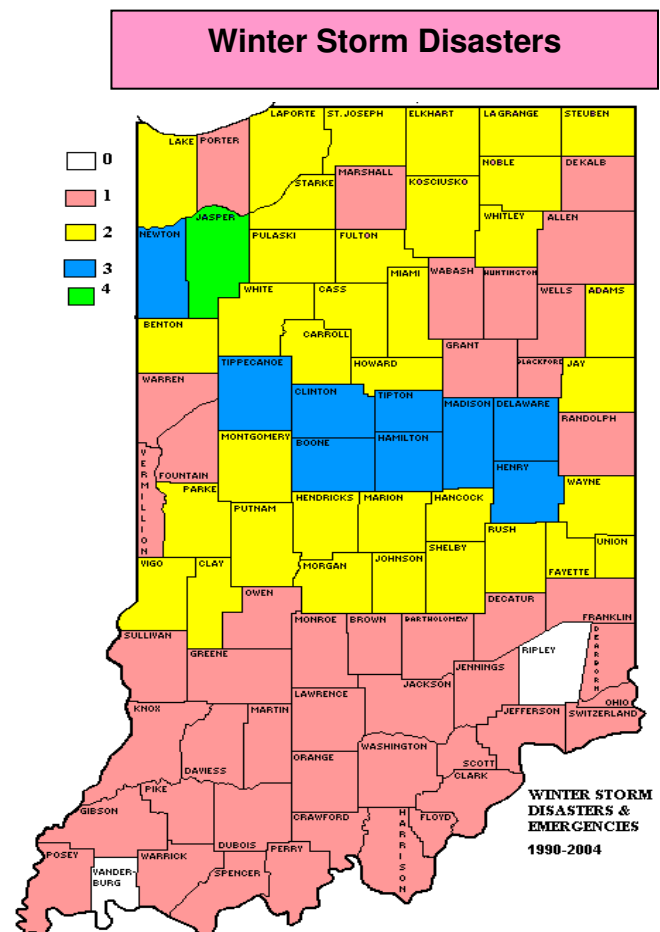 Winter Storm Disasters
LAPORTE ST. JOSEPH ELKHART LAGRANGE STEUBEN
LAKE PORTER
0
NOBLE DEKALB
MARSHALL
STARKE KOSCIUSKO
1
JASPER WHITLEY ALLEN
2
NEWTON PULASKI FULTON
3
MIAMI WABASH HUNTINGTON
4
WHITE CASS WELLS ADAMS
BENTON
CARROLL GRANT
TIPPECANOE HOWARD BLACKFORD JAY
WARREN
CLINTON TIPTON MADISON DELAWARE
RANDOLPH
MONTGOMERY BOONE HAMILTON
VERMILLION
FOUNTAIN HENRY
PARKE HENDRICKS MARION HANCOCK WAYNE
PUTNAM
RUSH
SHELBY UNION
VIGO CLAY MORGAN JOHNSON
FAYETTE
OWEN DECATUR
MONROE BROWN BARTHOLOMEW FRANKLIN
SULLIVAN
DEARBORN
GREENE RIPLEY
JENNINGS
JACKSON
LAWRENCE
OHIO
KNOX MARTIN JEFFERSON SWITZERLAND
WASHINGTON
ORANGE
SCOTT
DAVIESS
CLARK
PIKE
GIBSON
HARRISON
CRAWFORD FLOYD
WINTER STORM
DISASTERS &
EMERGENCIES
DUBOIS PERRY
POSEY WARRICK
1990-2004
VANDER-
BURG
SPENCER